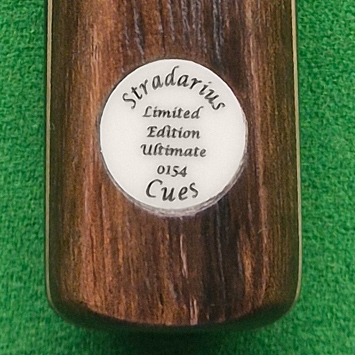 Stradarius
Limited
Edition
Ultimate
0154
Cues